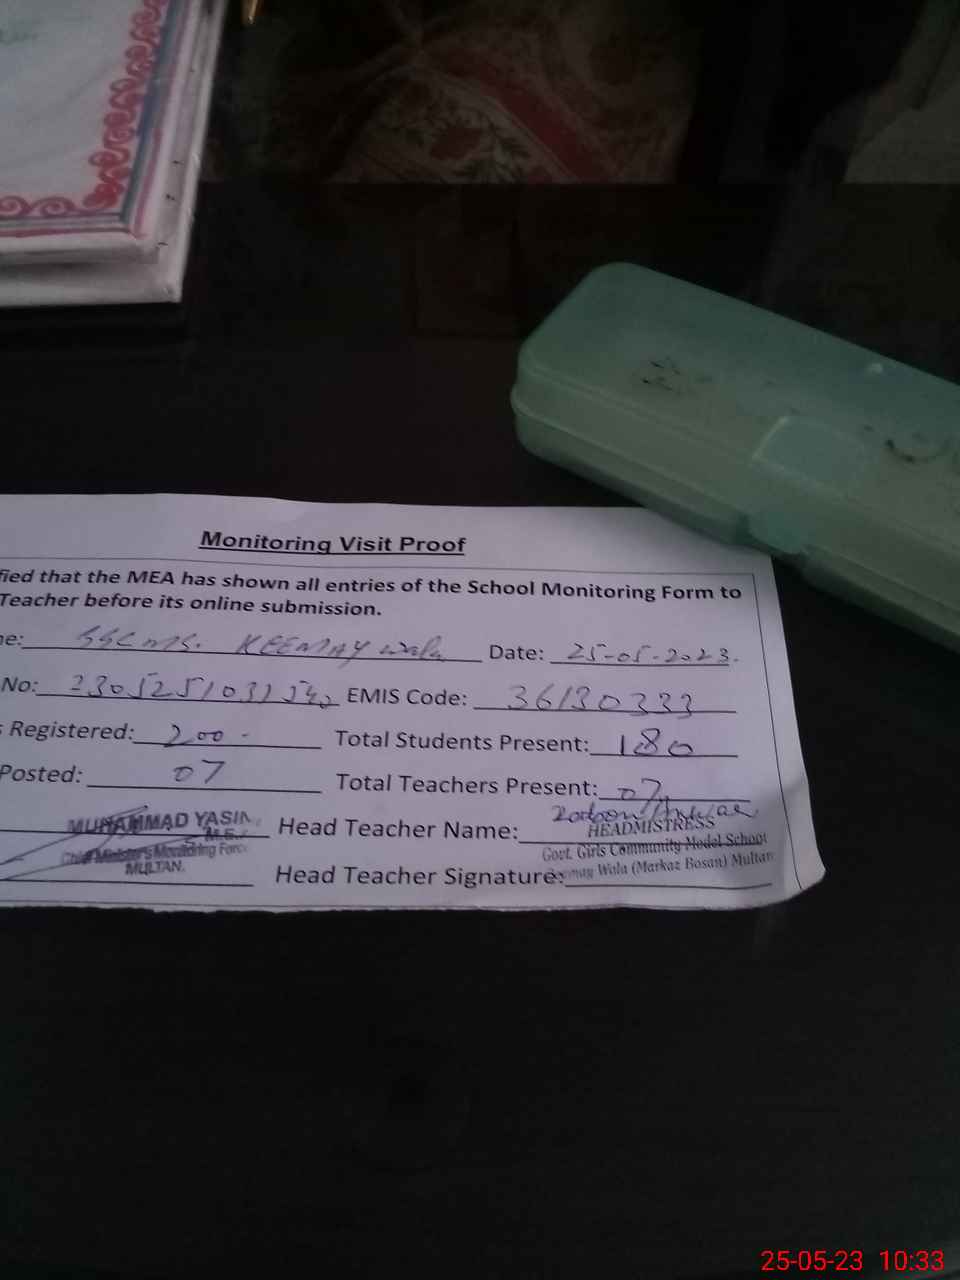 Monitoring Visit Proof
fied that the MEA has shown all entries of the School Monitoring Form to
Teacher before its online submission.
ne: KEEMAY wala Date: 25-05-2023.
No: EMIS Code: 36130333
s Registered: 200 - Total Students Present: 180
Posted: 07 Total Teachers Present: 07
MUHAMMAD YASIN
M.E.A
Chief Minister's Monitoring Force
MULTAN.
Head Teacher Name:
HEADMISTRESS
Govt. Girls Community Model School
Wala (Markaz Bosan) Multan
Head Teacher Signature:
25-05-23 10:33